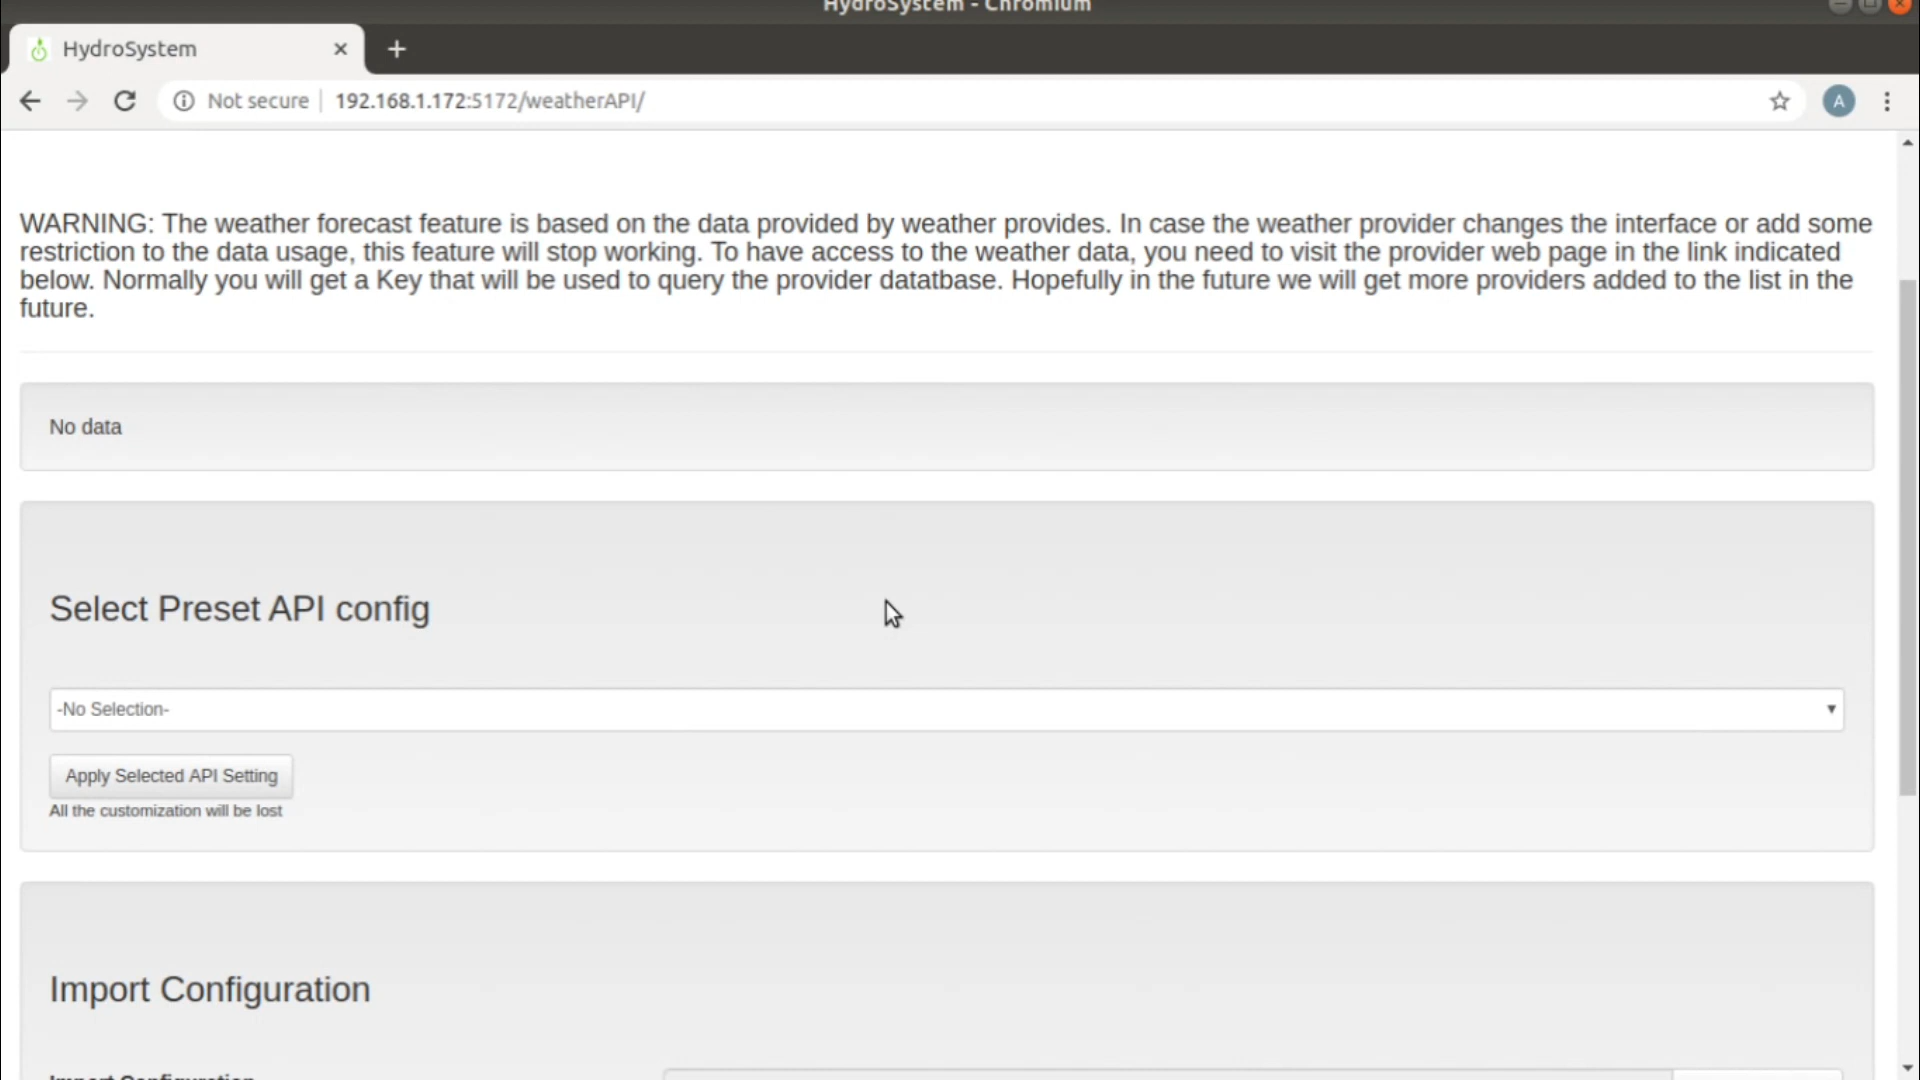 HydroSystem - Chromium
HydroSystem
Not secure
192.168.1.172:5172/weatherAPI/
A
WARNING: The weather forecast feature is based on the data provided by weather provides. In case the weather provider changes the interface or add some
restriction to the data usage, this feature will stop working. To have access to the weather data, you need to visit the provider web page in the link indicated
below. Normally you will get a Key that will be used to query the provider datatbase. Hopefully in the future we will get more providers added to the list in the
future.
No data
Select Preset API config
-No Selection-
Apply Selected API Setting
All the customization will be lost
Import Configuration
Import Configuration